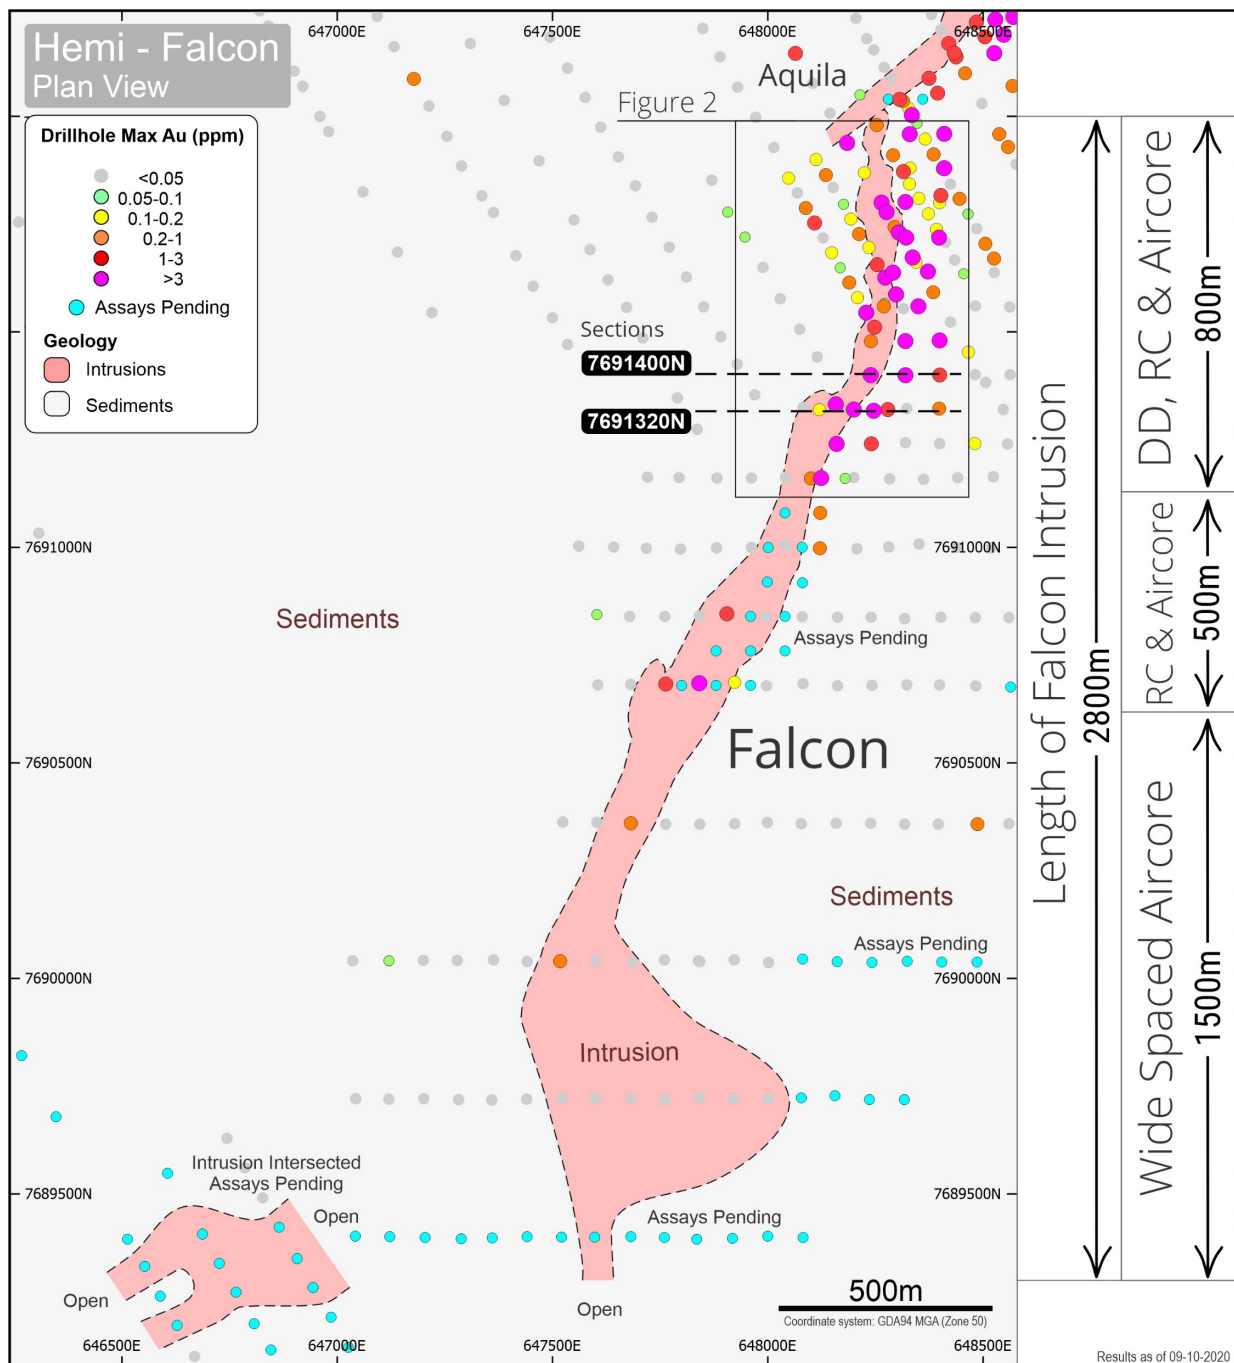 Hemi - Falcon
Plan View
647000E
647500E
648000E
648500E
Aquila
Figure 2
Drillhole Max Au (ppm)
<0.05
0.05-0.1
0.1-0.2
0.2-1
1-3
>3
Assays Pending
Geology
Intrusions
Sediments
Sections
7691400N
7691320N
7691000N
7691000N
Sediments
Assays Pending
Falcon
7690500N
7690500N
Sediments
Assays Pending
7690000N
7690000N
Intrusion
Intrusion Intersected
Assays Pending
7689500N
7689500N
Open
Assays Pending
Open
Open
500m
Coordinate system: GDA94 MGA (Zone 50)
646500E
647000E
647500E
648000E
648500E
Length of Falcon Intrusion
2800m
DD, RC & Aircore
800m
RC & Aircore
500m
Wide Spaced Aircore
1500m
Results as of 09-10-2020